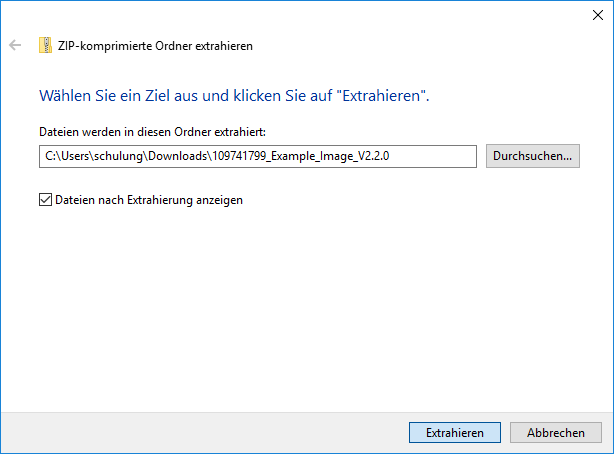 ZIP-komprimierte Ordner extrahieren
Wählen Sie ein Ziel aus und klicken Sie auf "Extrahieren".
Dateien werden in diesen Ordner extrahiert:
C:\Users\schulung\Downloads\109741799_Example_Image_V2.2.0
Durchsuchen...
Dateien nach Extrahierung anzeigen
Extrahieren
Abbrechen